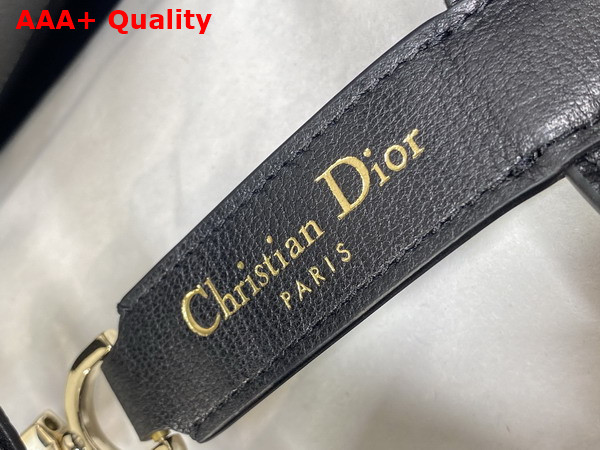 AAA+ Quality
Christian Dior
PARIS